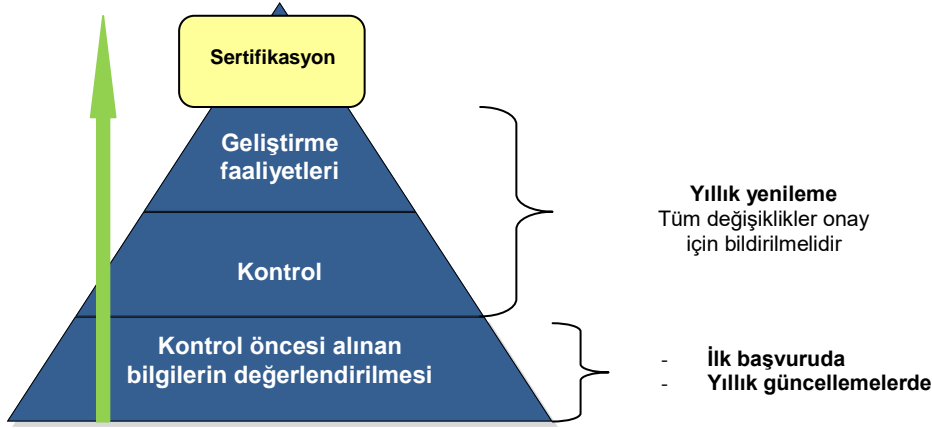 Sertifikasyon
Geliştirme
faaliyetleri
Yıllık yenileme
Tüm değişiklikler onay
için bildirilmelidir
Kontrol
Kontrol öncesi alınan
bilgilerin değerlendirilmesi
- İlk başvuruda
- Yıllık güncellemelerde